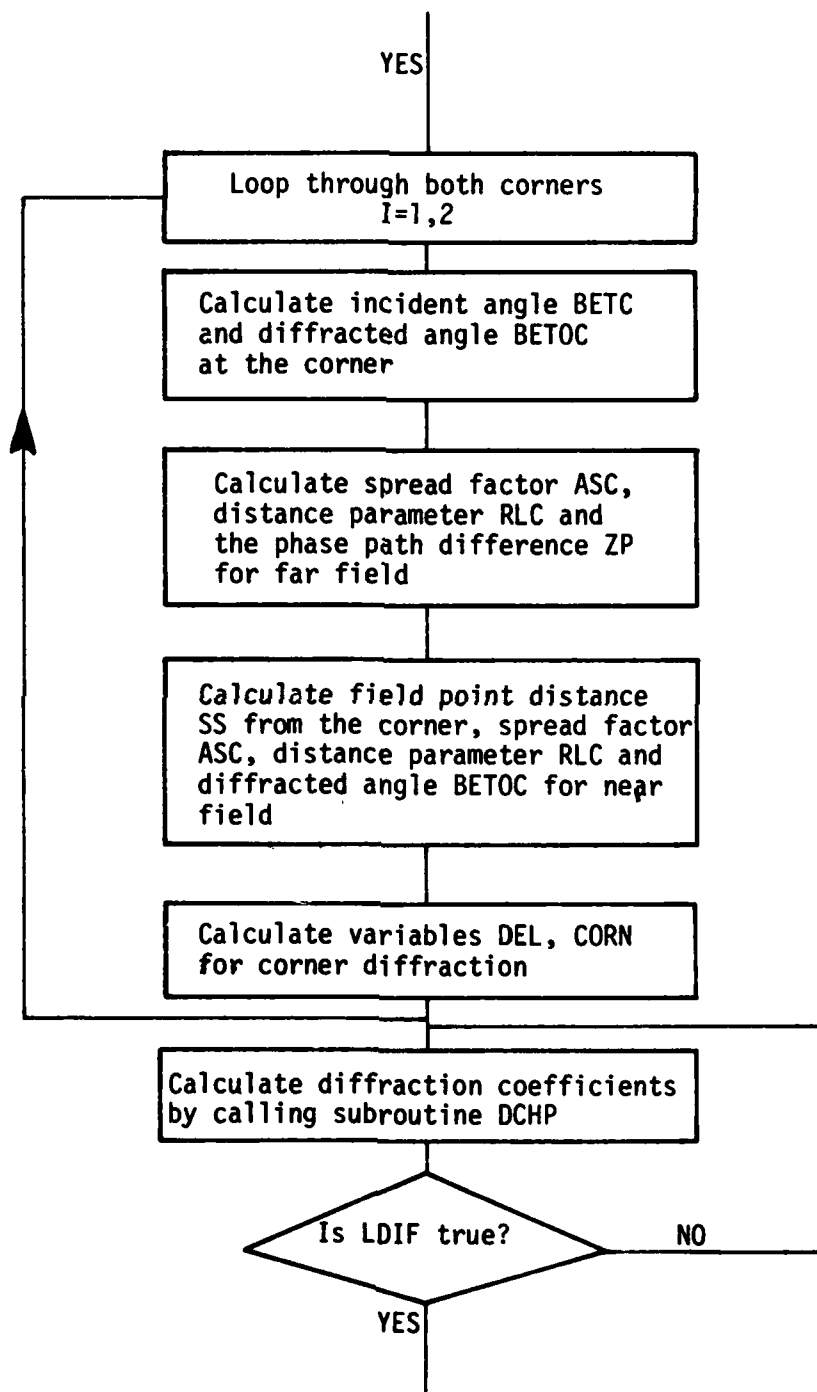 YES
Loop through both corners
I=1,2
Calculate incident angle BETC
and diffracted angle BETOC
at the corner
Calculate spread factor ASC,
distance parameter RLC and
the phase path difference ZP
for far field
Calculate field point distance
SS from the corner, spread factor
ASC, distance parameter RLC and
diffracted angle BETOC for near
field
Calculate variables DEL, CORN
for corner diffraction
Calculate diffraction coefficients
by calling subroutine DCHP
Is LDIF true?
NO
YES